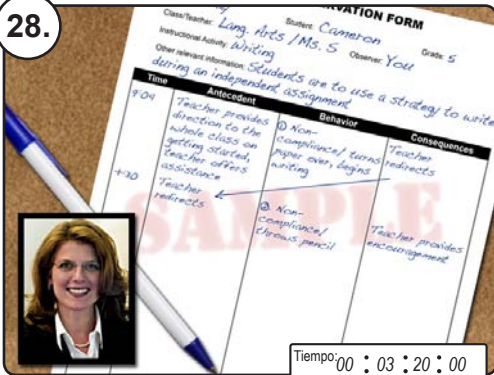 28.
RVATION FORM
Class/Teacher: Lang. Arts / Ms. S Student: Cameron Grade: 5
Instructional Activity: Writing Observer: You
Other relevant information: Students are to use a strategy to write
during an independent assignment
Time Antecedent Behavior Consequences
9:04
Teacher provides
direction to the
whole class on
getting started,
teacher offers
assistance
① Non-
compliance/ turns
paper over, begins
writing
Teacher
redirects
+30
Teacher
redirects
② Non-
compliance/
throws pencil
Teacher provides
encouragement
SAMPLE
Tiempo: 00 : 03 : 20 : 00